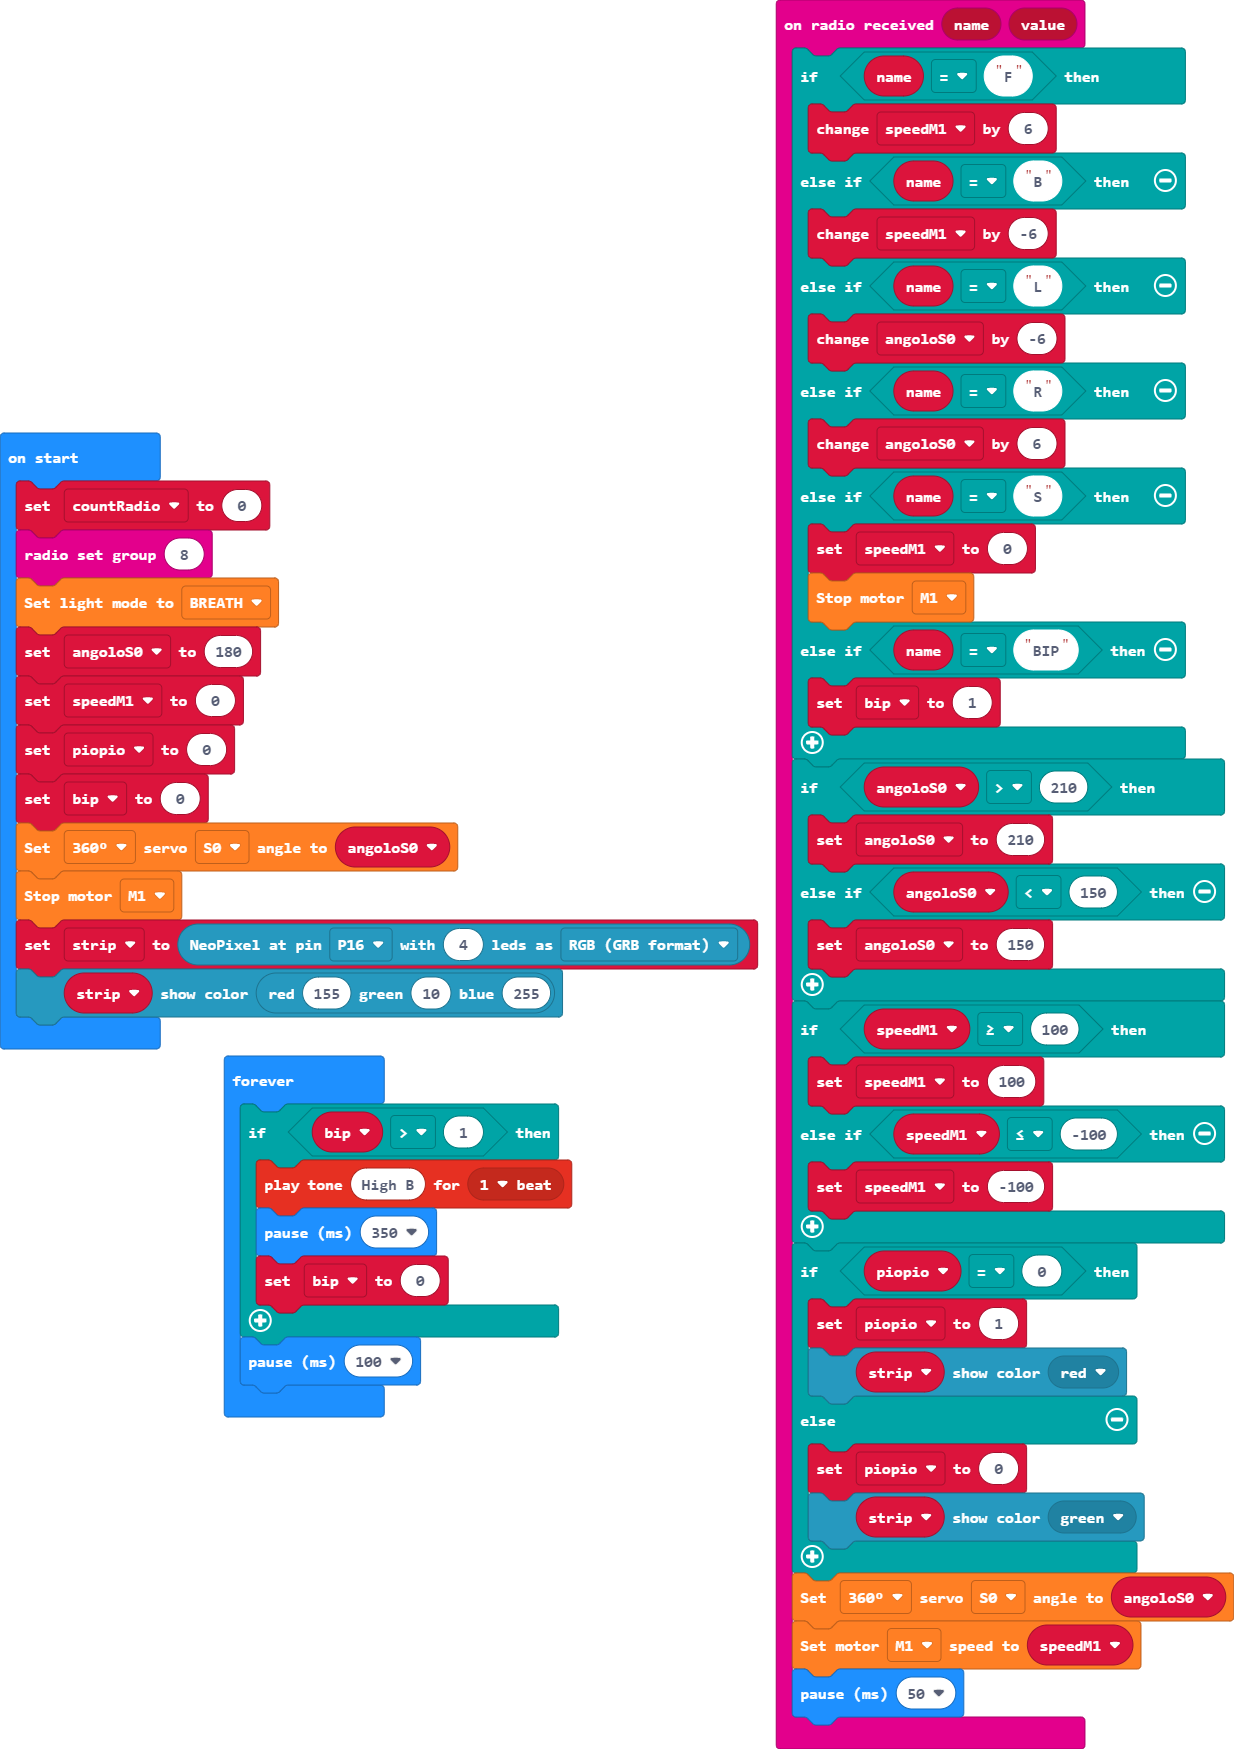 on start
set countRadio to 0
radio set group 8
Set light mode to BREATH
set angoloS0 to 180
set speedM1 to 0
set piopio to 0
set bip to 0
Set 360º servo S0 angle to angoloS0
Stop motor M1
set strip to NeoPixel at pin P16 with 4 leds as RGB (GRB format)
strip show color red 155 green 10 blue 255
forever
if bip > 1 then
play tone High B for 1 beat
pause (ms) 350
set bip to 0
pause (ms) 100
on radio received name value
if name = "F" then
change speedM1 by 6
else if name = "B" then
change speedM1 by -6
else if name = "L" then
change angoloS0 by -6
else if name = "R" then
change angoloS0 by 6
else if name = "S" then
set speedM1 to 0
Stop motor M1
else if name = "BIP" then
set bip to 1
if angoloS0 > 210 then
set angoloS0 to 210
else if angoloS0 < 150 then
set angoloS0 to 150
if speedM1 ≥ 100 then
set speedM1 to 100
else if speedM1 ≤ -100 then
set speedM1 to -100
if piopio = 0 then
set piopio to 1
strip show color red
else
set piopio to 0
strip show color green
Set 360º servo S0 angle to angoloS0
Set motor M1 speed to speedM1
pause (ms) 50